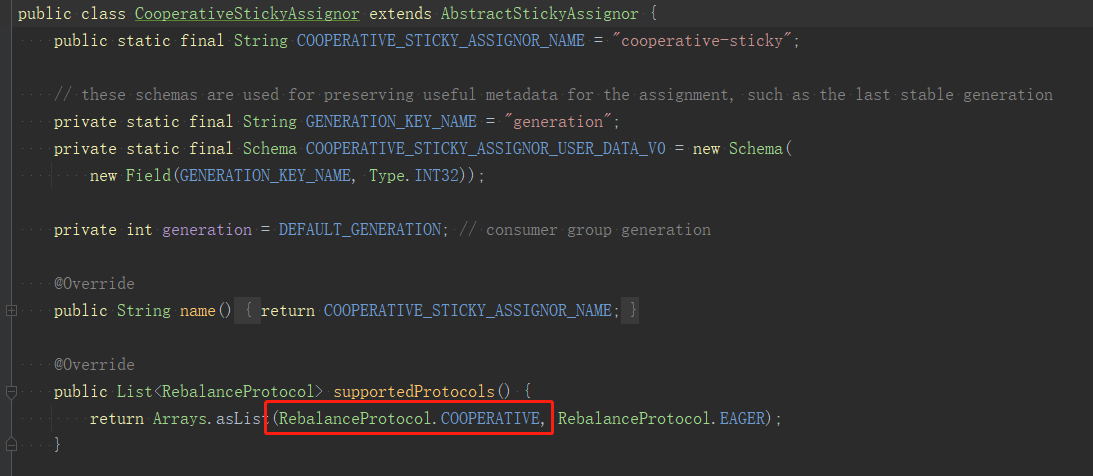 public class CooperativeStickyAssignor extends AbstractStickyAssignor {
public static final String COOPERATIVE_STICKY_ASSIGNOR_NAME = "cooperative-sticky";
// these schemas are used for preserving useful metadata for the assignment, such as the last stable generation
private static final String GENERATION_KEY_NAME = "generation";
private static final Schema COOPERATIVE_STICKY_ASSIGNOR_USER_DATA_V0 = new Schema(
new Field(GENERATION_KEY_NAME, Type.INT32));
private int generation = DEFAULT_GENERATION; // consumer group generation
@Override
public String name() { return COOPERATIVE_STICKY_ASSIGNOR_NAME; }
@Override
public List<RebalanceProtocol> supportedProtocols() {
return Arrays.asList(RebalanceProtocol.COOPERATIVE, RebalanceProtocol.EAGER);
}